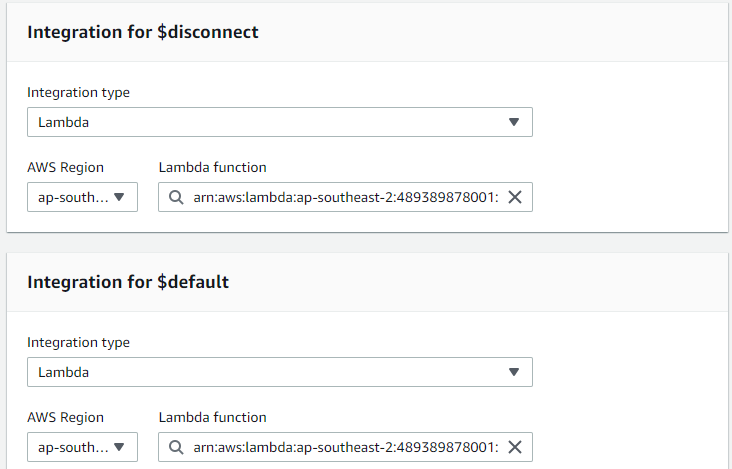 Integration for $disconnect
Integration type
Lambda
AWS Region Lambda function
ap-south... arn:aws:lambda:ap-southeast-2:489389878001:
Integration for $default
Integration type
Lambda
AWS Region Lambda function
ap-south... arn:aws:lambda:ap-southeast-2:489389878001: